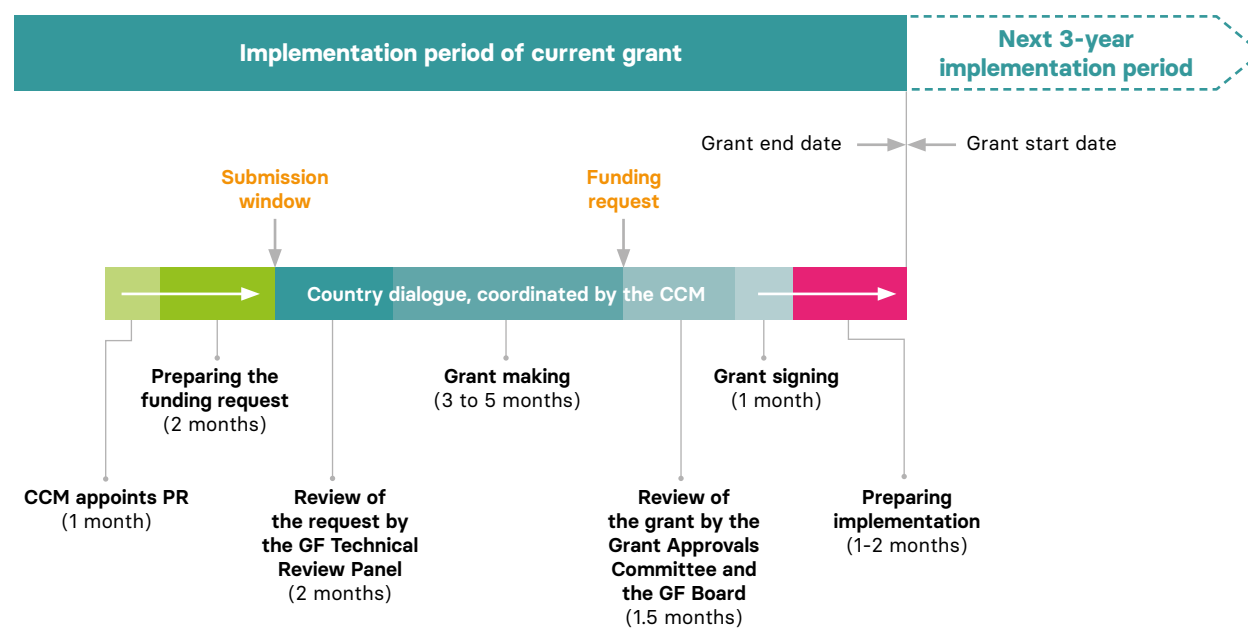 Implementation period of current grant
Next 3-year
implementation period
Grant end date
Grant start date
Submission
window
Funding
request
Country dialogue, coordinated by the CCM
Preparing the
funding request
(2 months)
Grant making
(3 to 5 months)
Grant signing
(1 month)
CCM appoints PR
(1 month)
Review of
the request by
the GF Technical
Review Panel
(2 months)
Review of
the grant by the
Grant Approvals
Committee and
the GF Board
(1.5 months)
Preparing
implementation
(1-2 months)